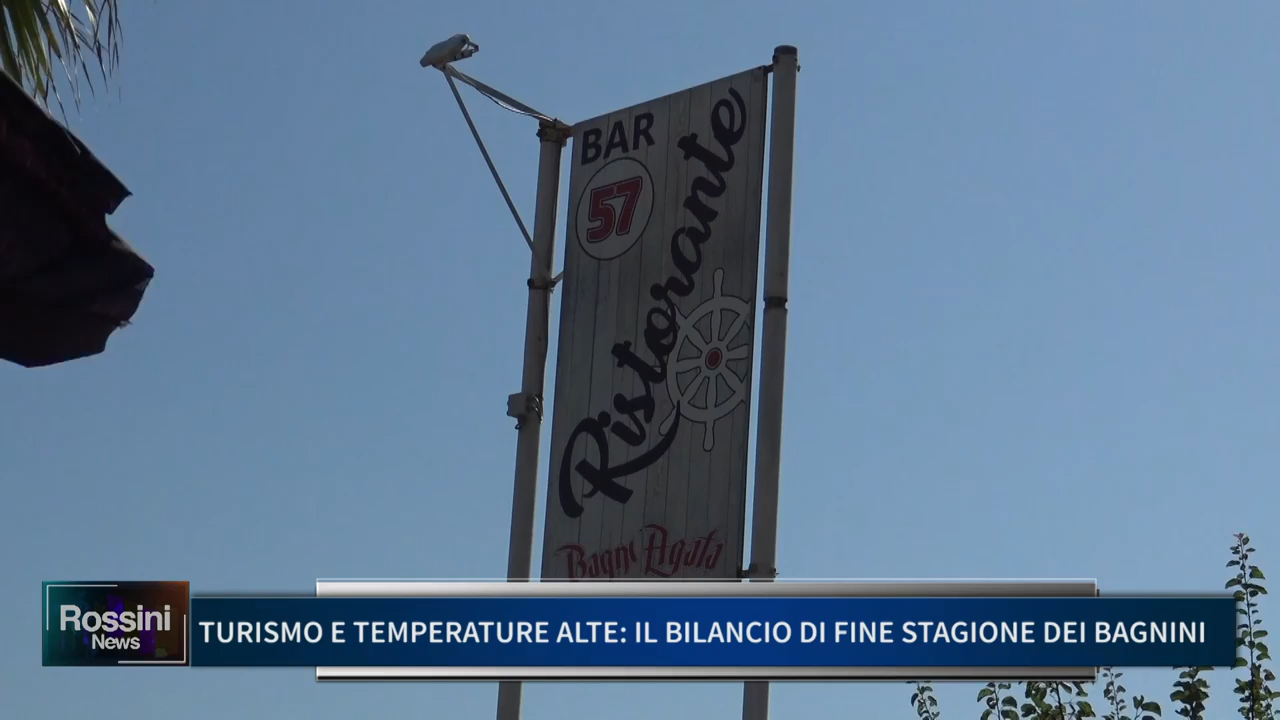 BAR
57
Ristorante
Bagni Agata
Rossini
News
TURISMO E TEMPERATURE ALTE: IL BILANCIO DI FINE STAGIONE DEI BAGNINI